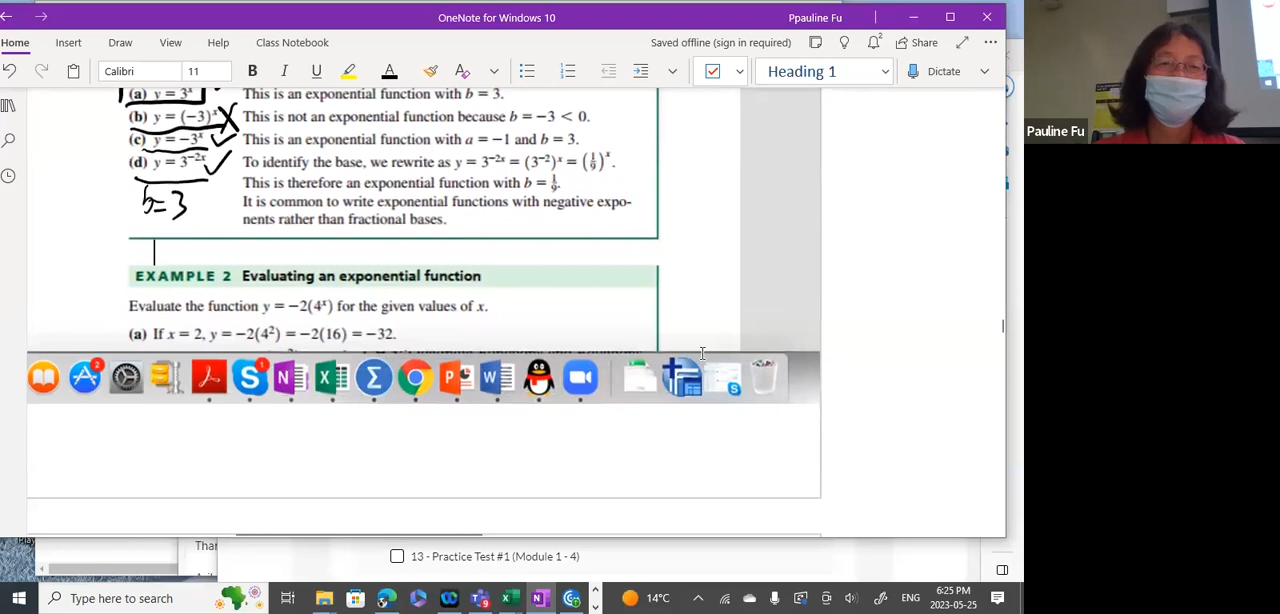 OneNote for Windows 10
Ppauline Fu
Home Insert Draw View Help Class Notebook
Saved offline (sign in required)
2
Share
Calibri 11 B I U A
Heading 1
Dictate
(a) y = 3ˣ This is an exponential function with b = 3.
(b) y = (−3)ˣ This is not an exponential function because b = −3 < 0.
(c) y = −3ˣ This is an exponential function with a = −1 and b = 3.
(d) y = 3⁻²ˣ To identify the base, we rewrite as y = 3⁻²ˣ = (3⁻²)ˣ = (1/9)ˣ.
This is therefore an exponential function with b = 1/9.
b = 3
It is common to write exponential functions with negative expo-
nents rather than fractional bases.
EXAMPLE 2 Evaluating an exponential function
Evaluate the function y = −2(4ˣ) for the given values of x.
(a) If x = 2, y = −2(4²) = −2(16) = −32.
2
1
13 - Practice Test #1 (Module 1 - 4)
Type here to search
9
14°C
ENG
6:25 PM
2023-05-25
Pauline Fu